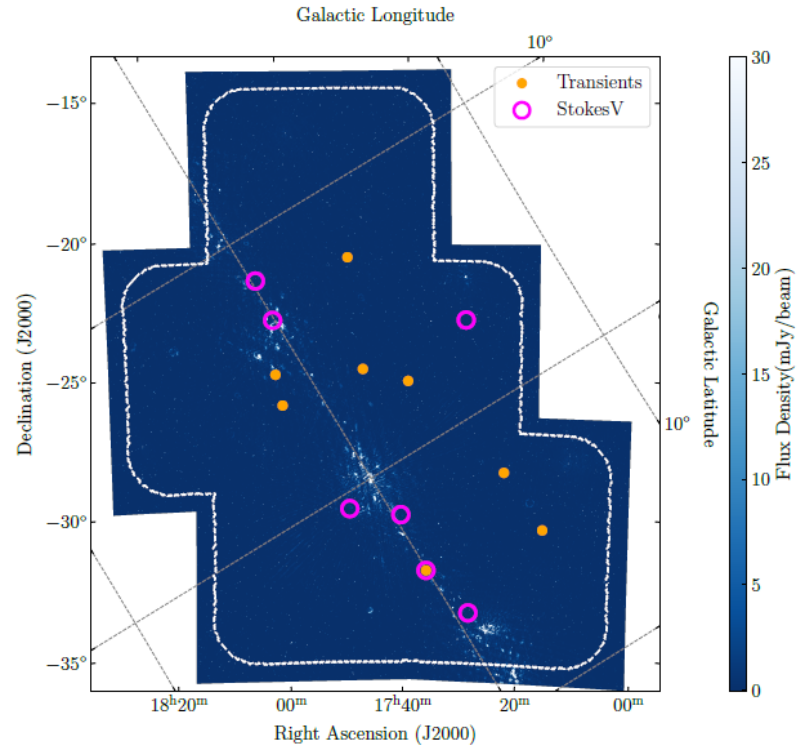 Galactic Longitude
10°
Transients
StokesV
−15°
−20°
−25°
−30°
−35°
Declination (J2000)
10°
Galactic Latitude
30
25
20
15
10
5
0
Flux Density(mJy/beam)
18ʰ20ᵐ
00ᵐ
17ʰ40ᵐ
20ᵐ
00ᵐ
Right Ascension (J2000)